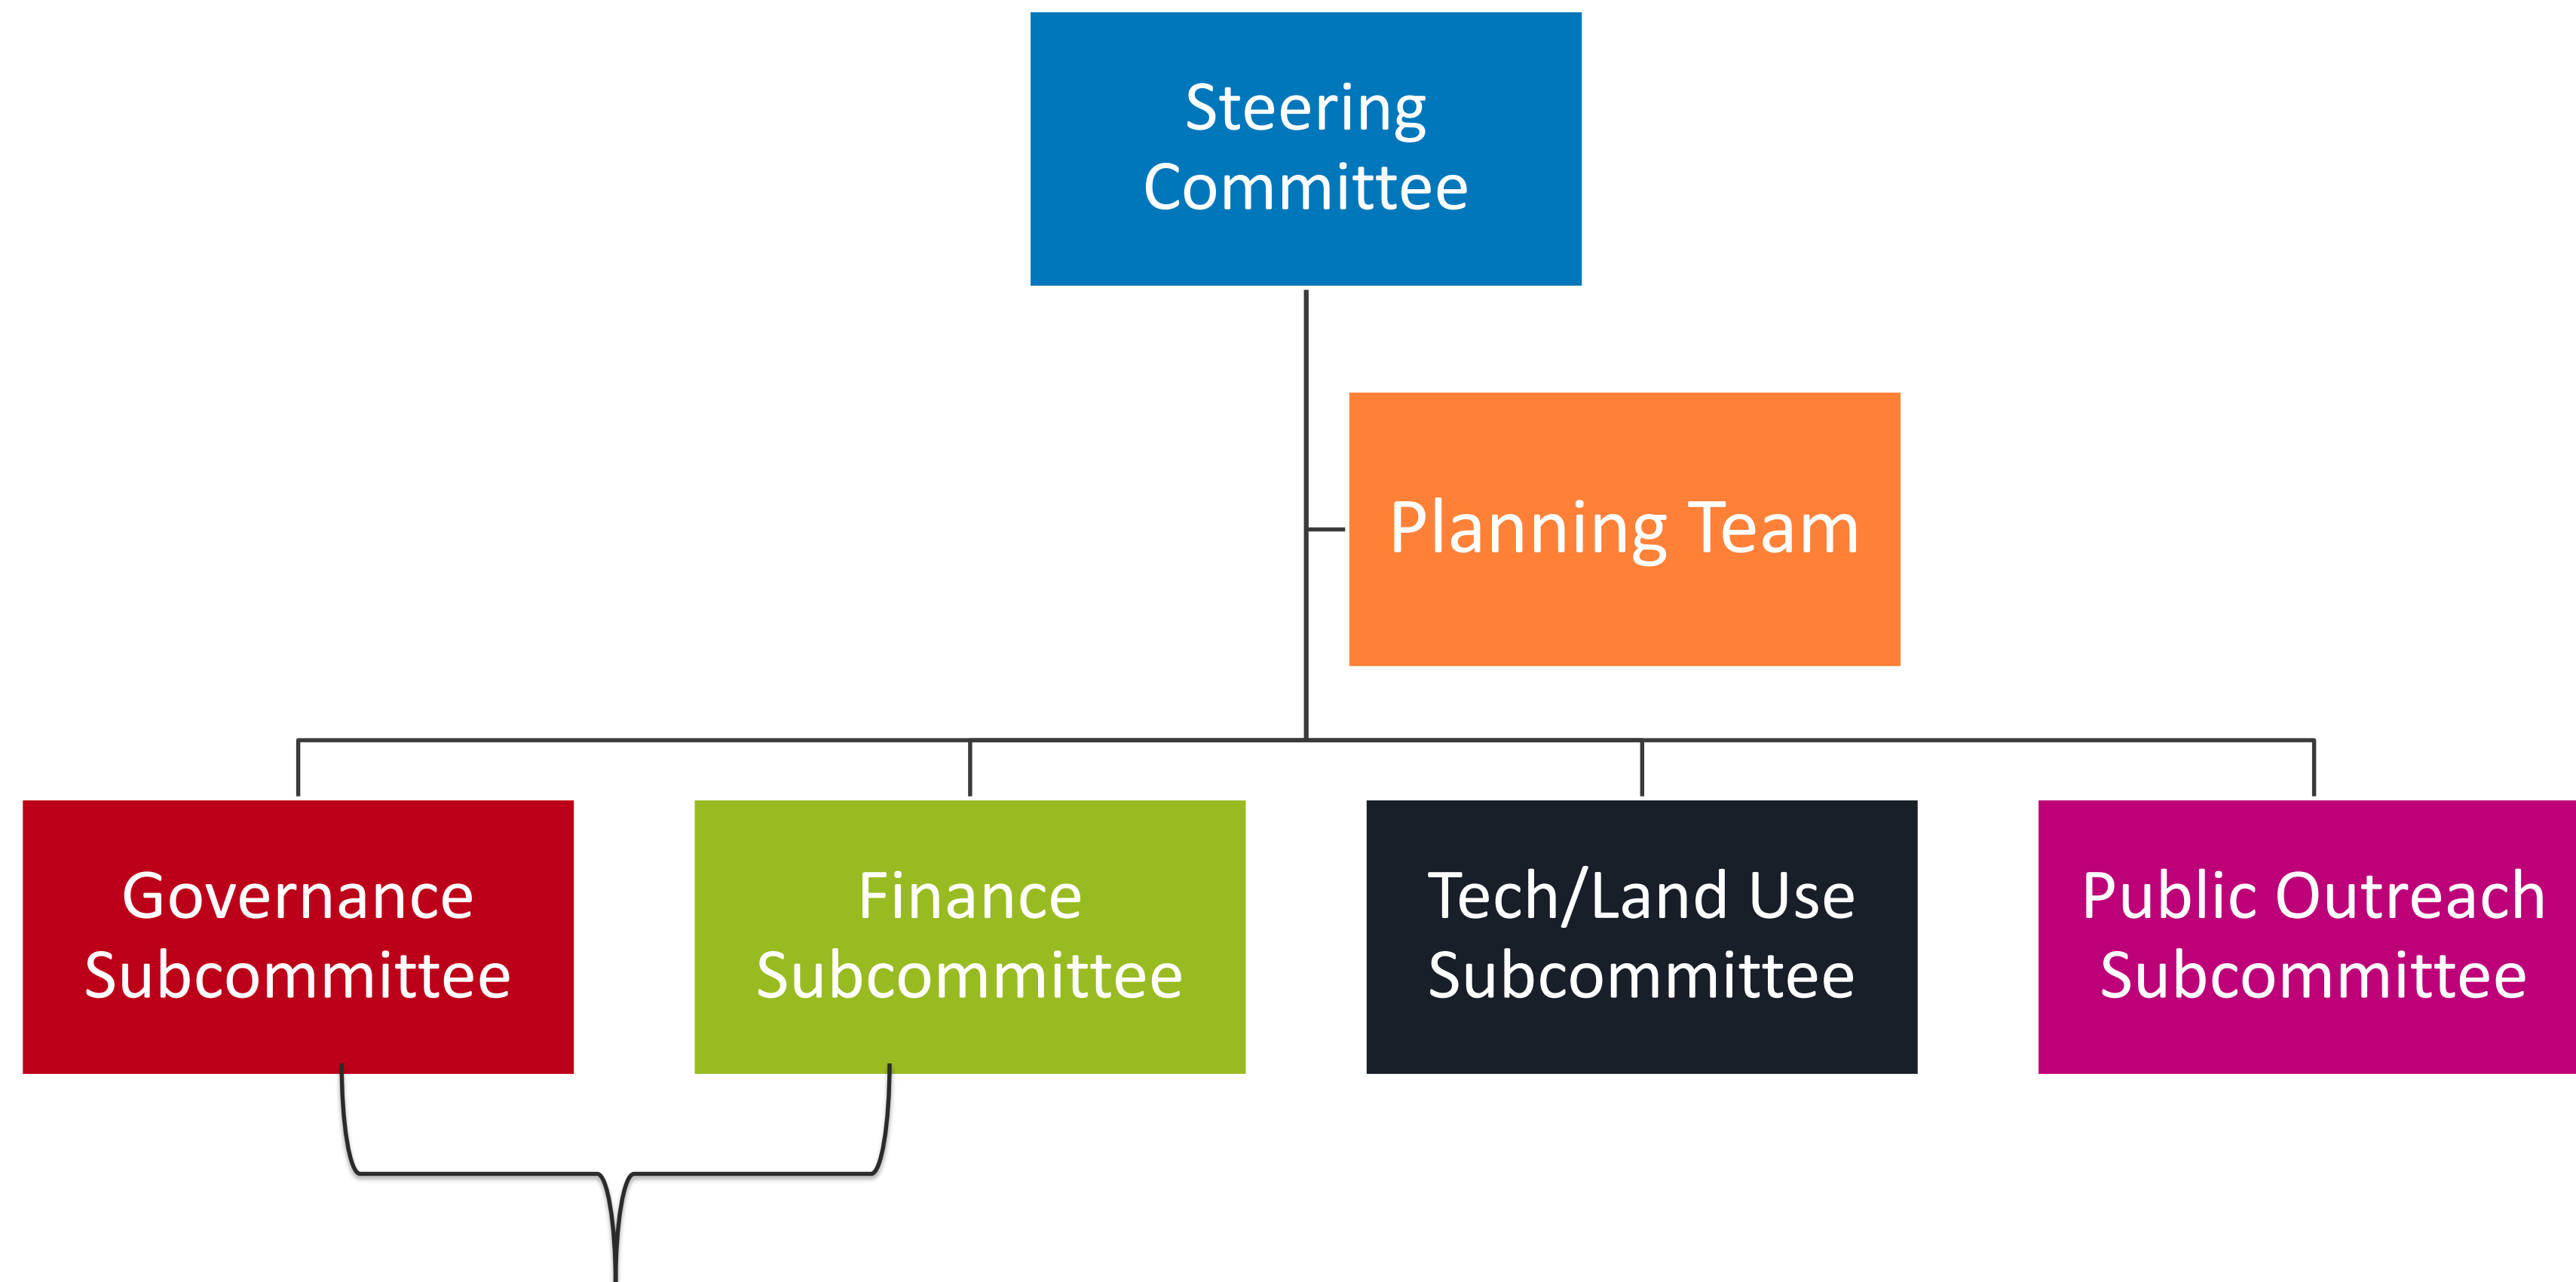 Steering
Committee
Planning Team
Governance
Subcommittee
Finance
Subcommittee
Tech/Land Use
Subcommittee
Public Outreach
Subcommittee